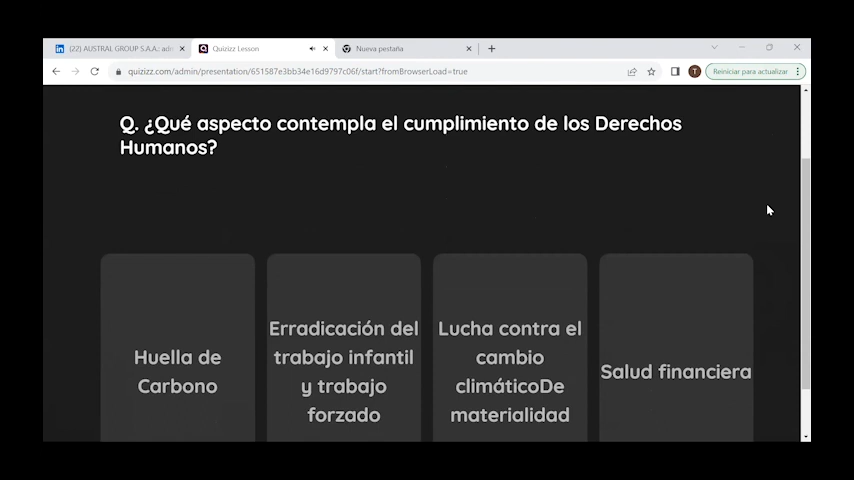 (22) AUSTRAL GROUP S.A.A.: adm
Quizizz Lesson
Nueva pestaña
quizizz.com/admin/presentation/651587e3bb34e16d9797c06f/start?fromBrowserLoad=true
T
Reiniciar para actualizar
Q. ¿Qué aspecto contempla el cumplimiento de los Derechos
Humanos?
Huella de
Carbono
Erradicación del
trabajo infantil
y trabajo
forzado
Lucha contra el
cambio
climáticoDe
materialidad
Salud financiera